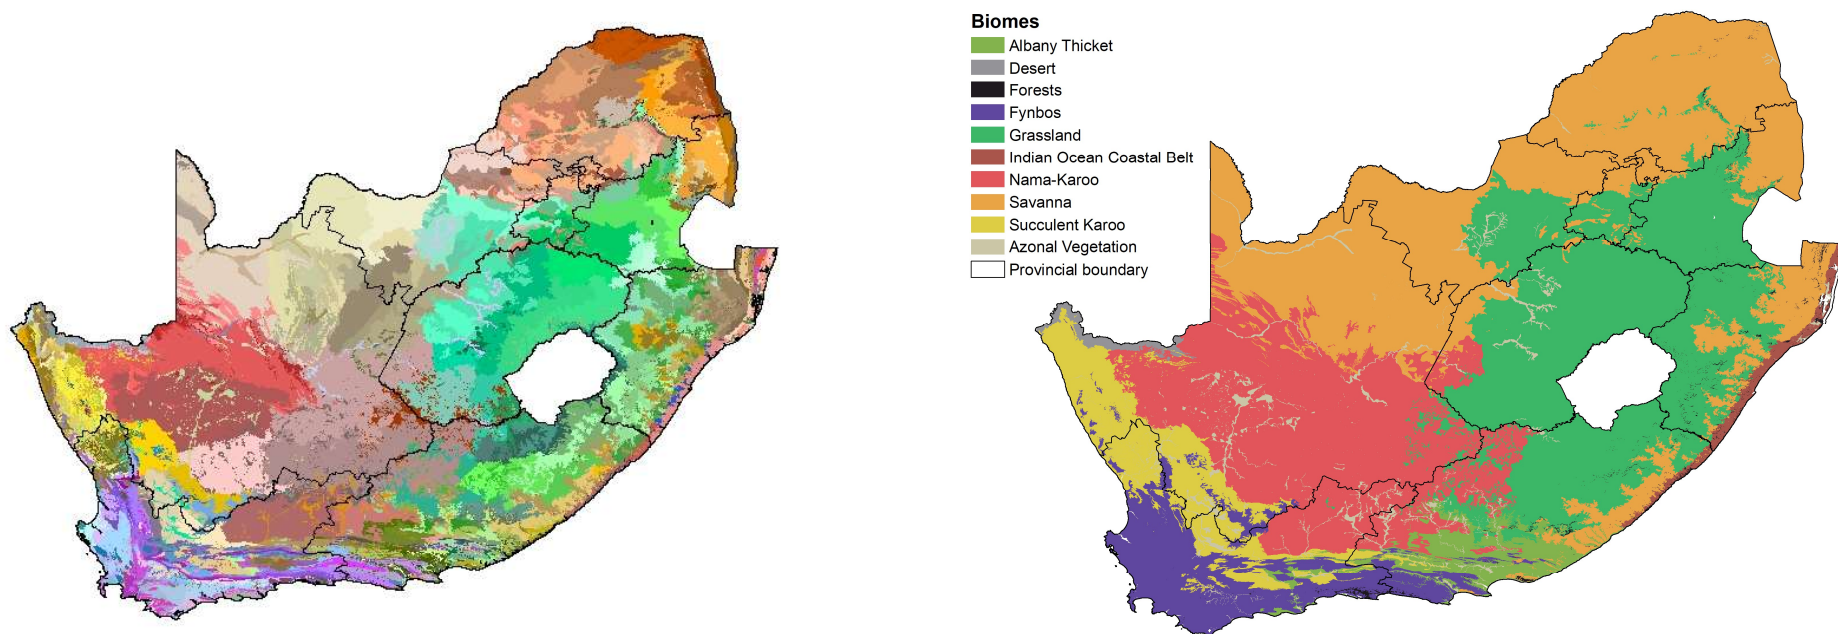 Biomes
Albany Thicket
Desert
Forests
Fynbos
Grassland
Indian Ocean Coastal Belt
Nama-Karoo
Savanna
Succulent Karoo
Azonal Vegetation
Provincial boundary